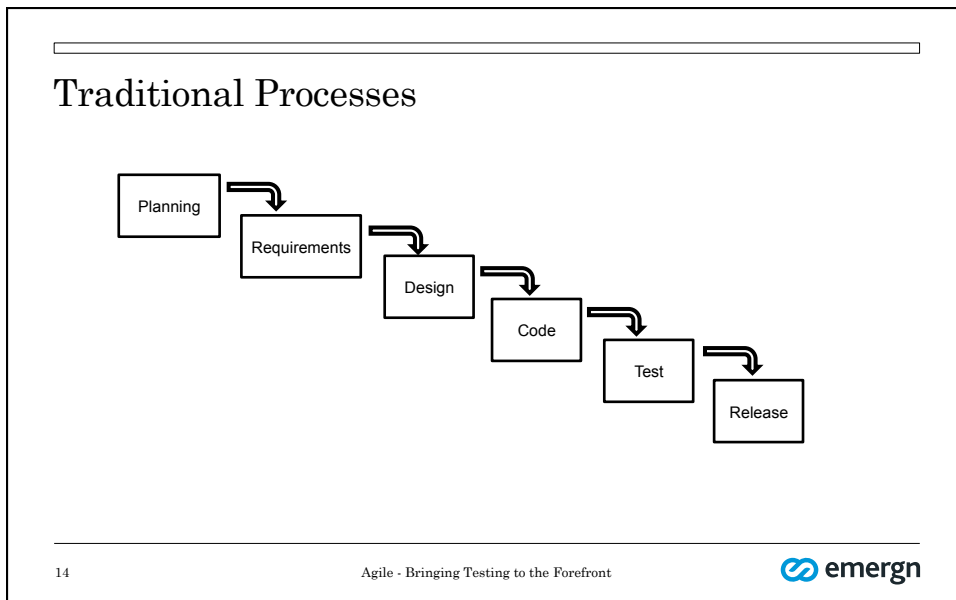 Traditional Processes
Planning
Requirements
Design
Code
Test
Release
14
Agile - Bringing Testing to the Forefront
emergn